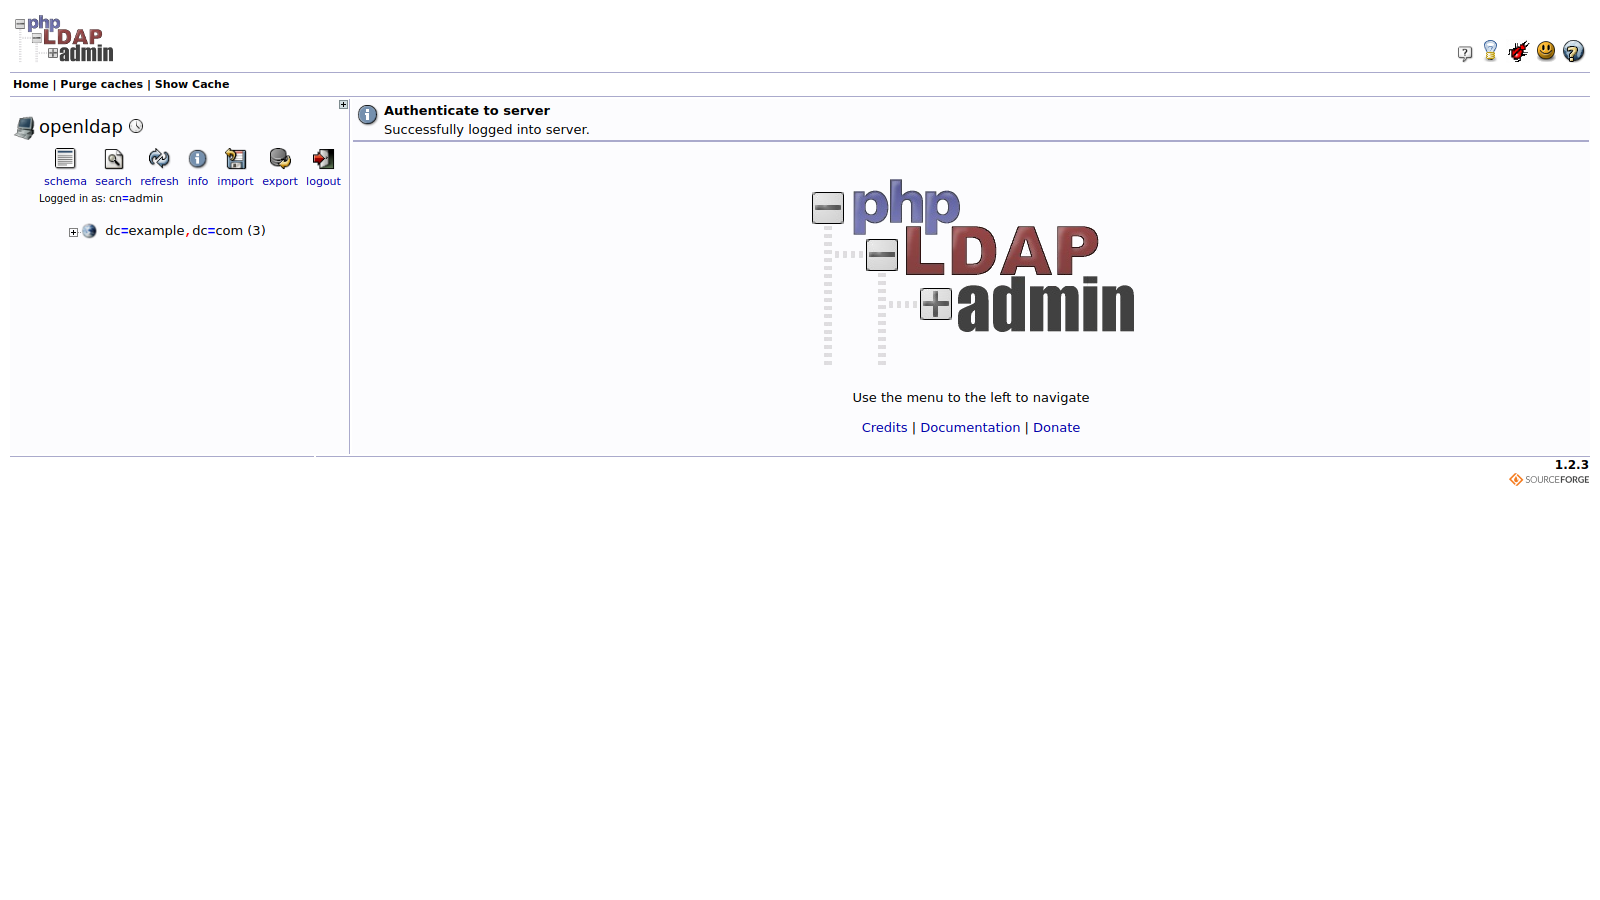 php
LDAP
admin
Home | Purge caches | Show Cache
openldap
schema search refresh info import export logout
Logged in as: cn=admin
dc=example,dc=com (3)
Authenticate to server
Successfully logged into server.
php
LDAP
admin
Use the menu to the left to navigate
Credits | Documentation | Donate
1.2.3
SOURCEFORGE